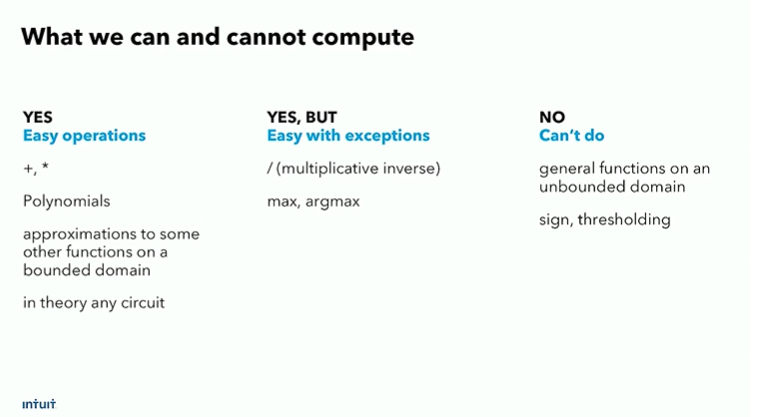 What we can and cannot compute
YES
Easy operations
+, *
Polynomials
approximations to some
other functions on a
bounded domain
in theory any circuit
YES, BUT
Easy with exceptions
/ (multiplicative inverse)
max, argmax
NO
Can't do
general functions on an
unbounded domain
sign, thresholding
ıntuıt